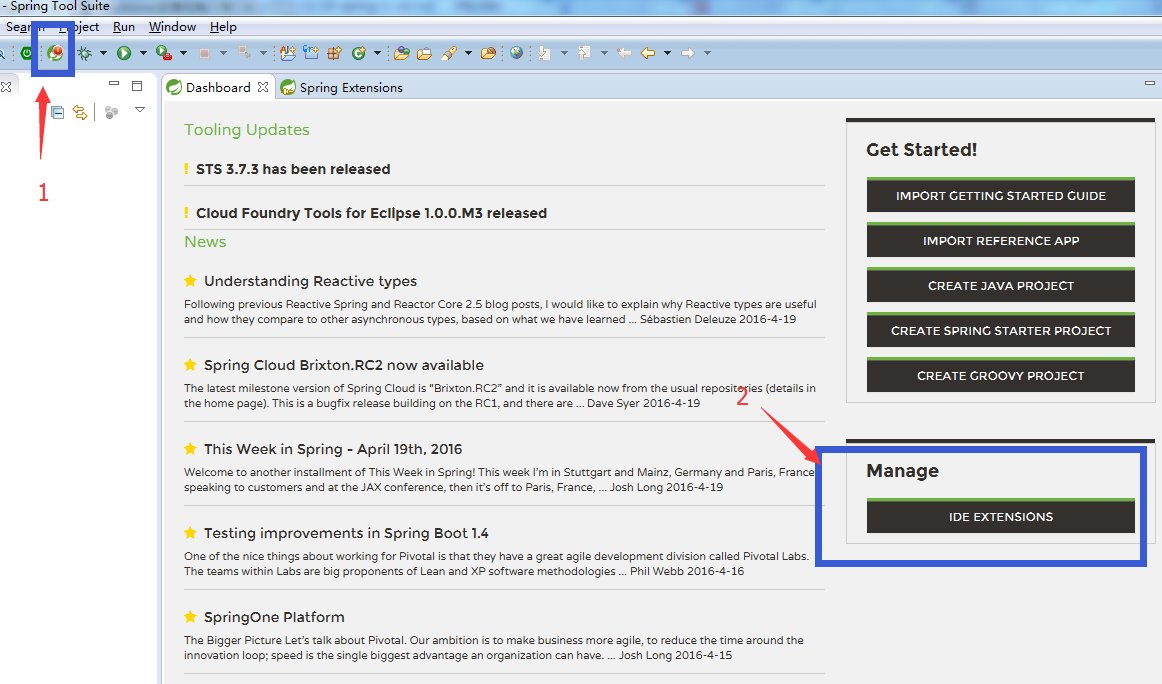 - Spring Tool Suite
Search Project Run Window Help
1
Dashboard
Spring Extensions
Tooling Updates
! STS 3.7.3 has been released
! Cloud Foundry Tools for Eclipse 1.0.0.M3 released
News
Understanding Reactive types
Following previous Reactive Spring and Reactor Core 2.5 blog posts, I would like to explain why Reactive types are useful
and how they compare to other asynchronous types, based on what we have learned ... Sébastien Deleuze 2016-4-19
Spring Cloud Brixton.RC2 now available
The latest milestone version of Spring Cloud is “Brixton.RC2” and it is available now from the usual repositories (details in
the home page). This is a bugfix release building on the RC1, and there are ... Dave Syer 2016-4-19
This Week in Spring - April 19th, 2016
Welcome to another installment of This Week in Spring! This week I’m in Stuttgart and Mainz, Germany and Paris, France
speaking to customers and at the JAX conference, then it’s off to Paris, France, ... Josh Long 2016-4-19
Testing improvements in Spring Boot 1.4
One of the nice things about working for Pivotal is that they have a great agile development division called Pivotal Labs.
The teams within Labs are big proponents of Lean and XP software methodologies ... Phil Webb 2016-4-16
SpringOne Platform
The Bigger Picture Let’s talk about Pivotal. Our ambition is to make business more agile, to reduce the time around the
innovation loop; speed is the single biggest advantage an organization can have. ... Josh Long 2016-4-15
Get Started!
IMPORT GETTING STARTED GUIDE
IMPORT REFERENCE APP
CREATE JAVA PROJECT
CREATE SPRING STARTER PROJECT
CREATE GROOVY PROJECT
2
Manage
IDE EXTENSIONS